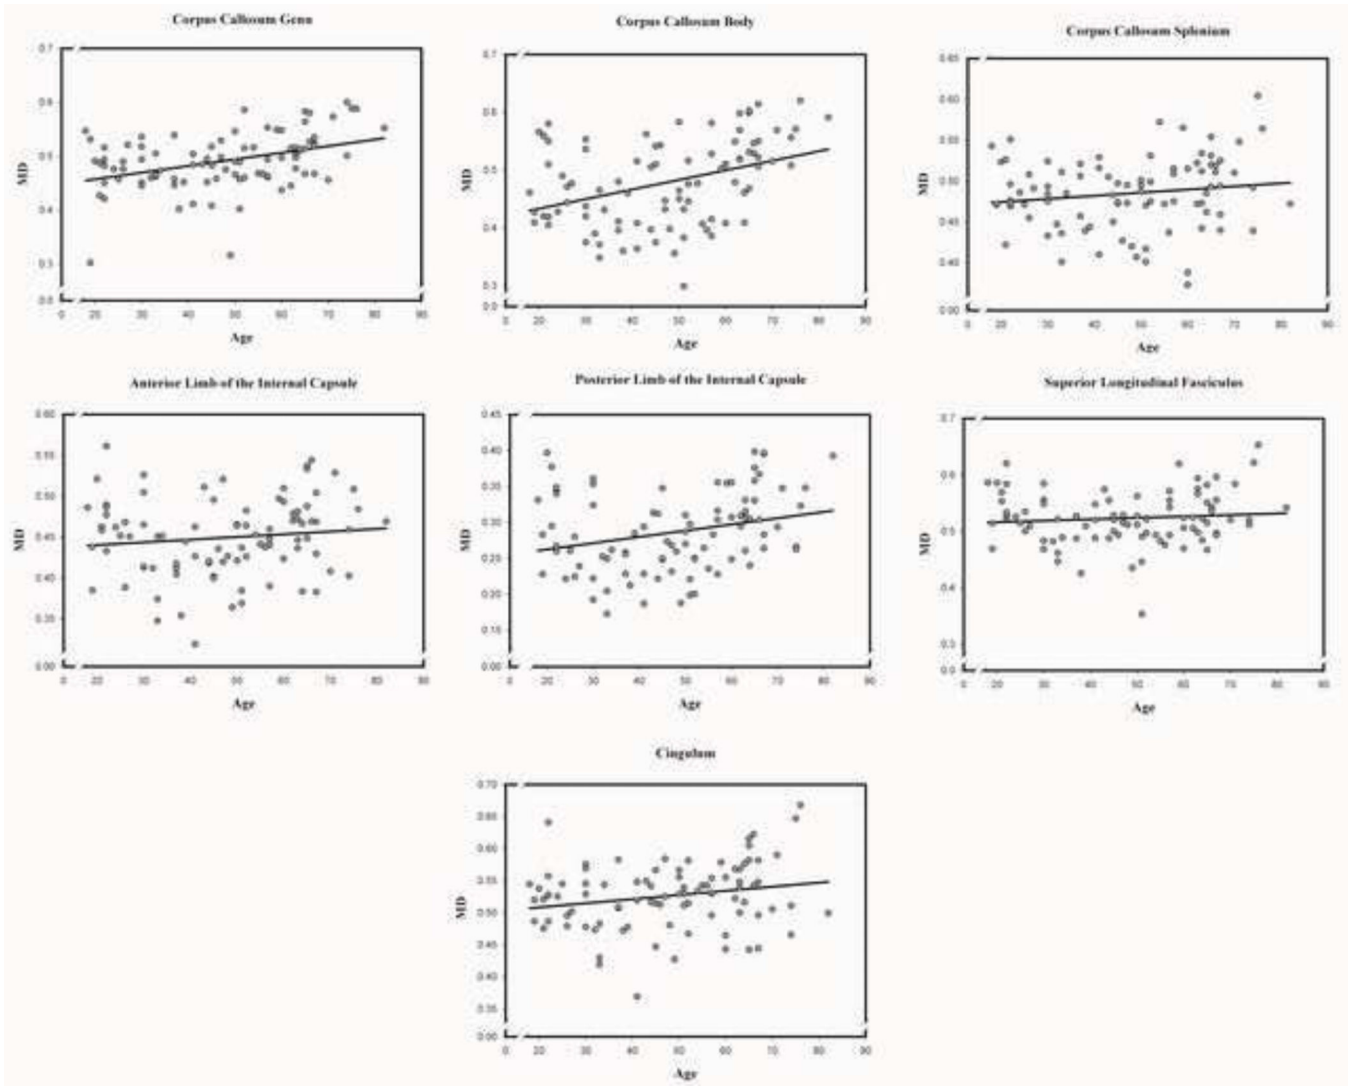 Corpus Callosum Genu
Corpus Callosum Body
Corpus Callosum Splenium
0.7
0.6
0.5
0.4
0.3
0.0
MD
0 20 30 40 50 60 70 80 90
Age
0.7
0.6
0.5
0.4
0.3
0.0
MD
0 20 30 40 50 60 70 80 90
Age
0.65
0.60
0.55
0.50
0.45
0.40
0.00
MD
0 20 30 40 50 60 70 80 90
Age
Anterior Limb of the Internal Capsule
Posterior Limb of the Internal Capsule
Superior Longitudinal Fasciculus
0.60
0.55
0.50
0.45
0.40
0.35
0.00
MD
0 20 30 40 50 60 70 80 90
Age
0.45
0.40
0.35
0.30
0.25
0.20
0.15
0.00
MD
0 20 30 40 50 60 70 80 90
Age
0.7
0.6
0.5
0.4
0.3
0.0
MD
0 20 30 40 50 60 70 80 90
Age
Cingulum
0.70
0.65
0.60
0.55
0.50
0.45
0.40
0.35
0.00
MD
0 20 30 40 50 60 70 80 90
Age